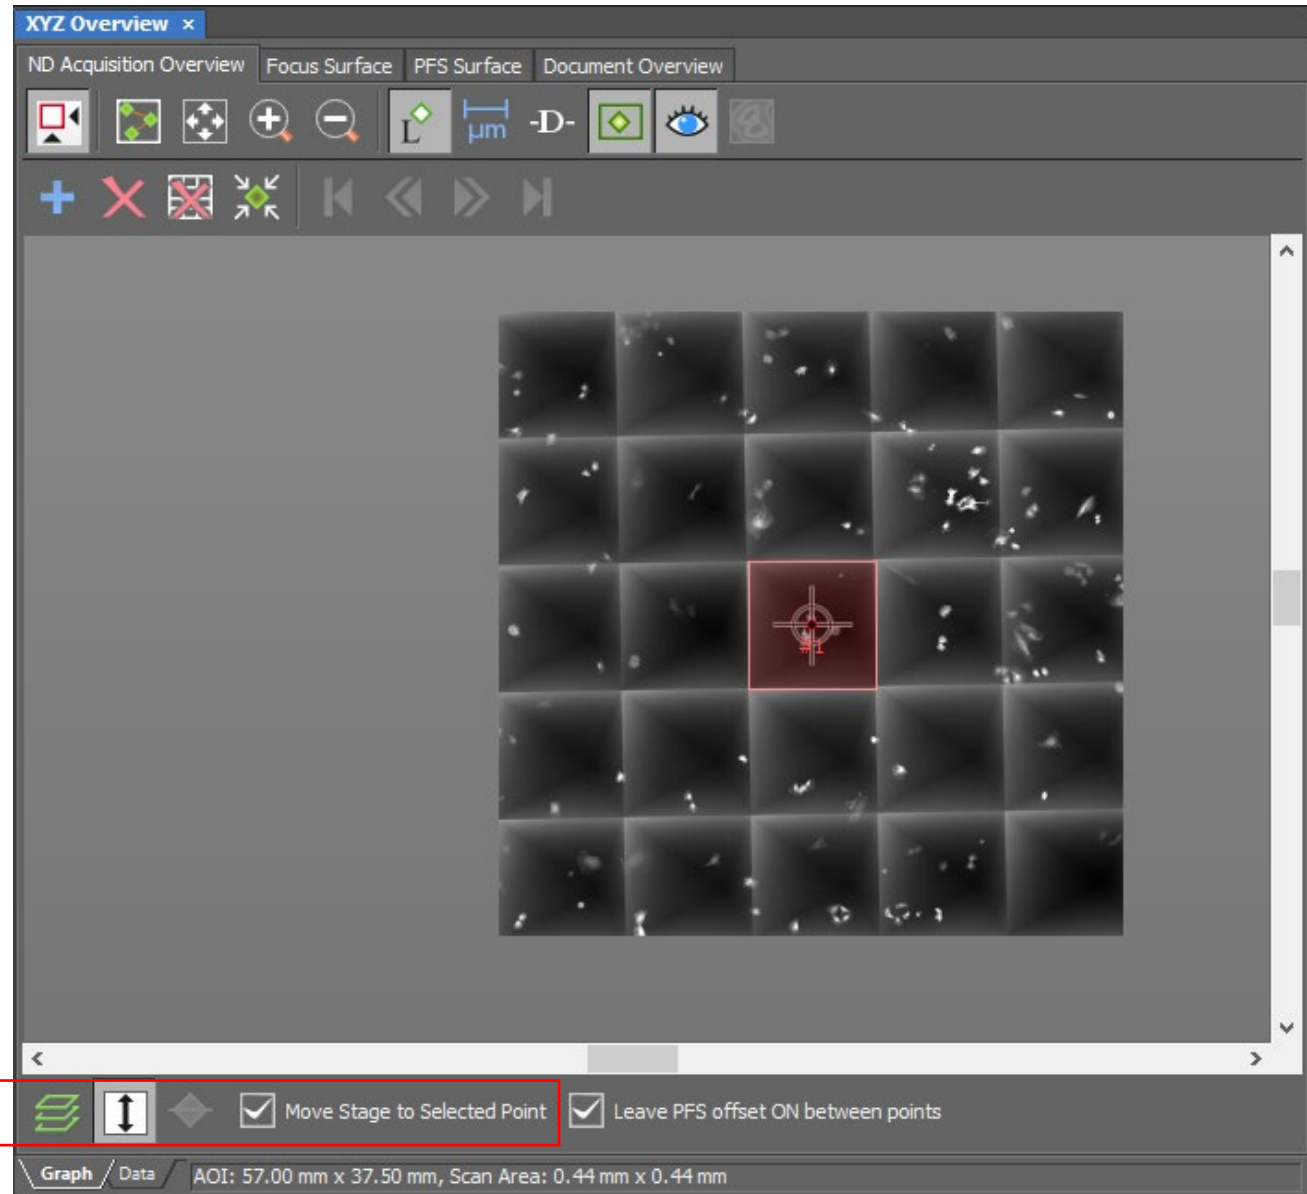 XYZ Overview ×
ND Acquisition Overview Focus Surface PFS Surface Document Overview
L µm -D-
#1
Move Stage to Selected Point Leave PFS offset ON between points
Graph Data AOI: 57.00 mm x 37.50 mm, Scan Area: 0.44 mm x 0.44 mm